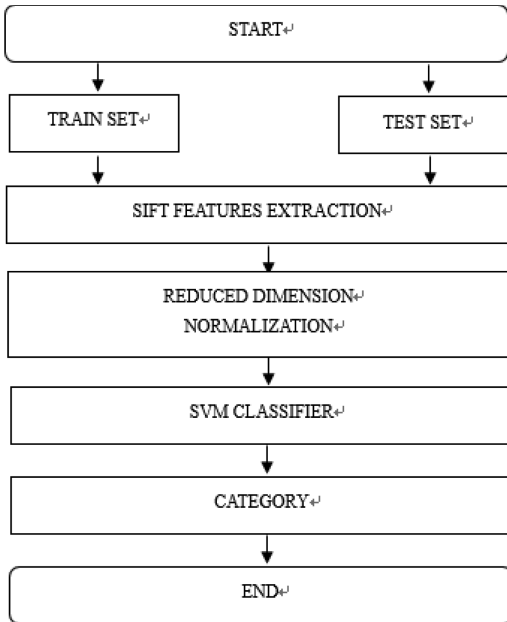 START
TRAIN SET
TEST SET
SIFT FEATURES EXTRACTION
REDUCED DIMENSION
NORMALIZATION
SVM CLASSIFIER
CATEGORY
END